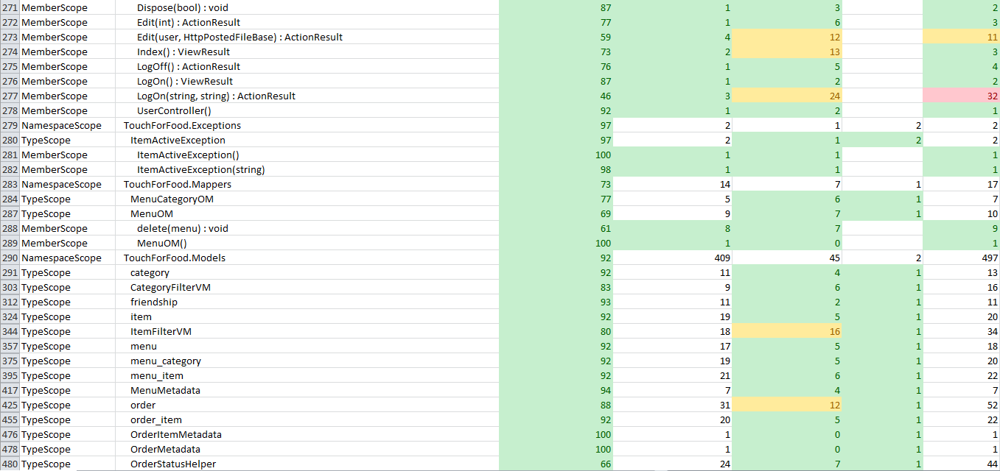 271 MemberScope Dispose(bool) : void 87 1 3 2
272 MemberScope Edit(int) : ActionResult 77 1 6 3
273 MemberScope Edit(user, HttpPostedFileBase) : ActionResult 59 4 12 11
274 MemberScope Index() : ViewResult 73 2 13 3
275 MemberScope LogOff() : ActionResult 76 1 5 4
276 MemberScope LogOn() : ViewResult 87 1 2 2
277 MemberScope LogOn(string, string) : ActionResult 46 3 24 32
278 MemberScope UserController() 92 1 2 1
279 NamespaceScope TouchForFood.Exceptions 97 2 1 2 2
280 TypeScope ItemActiveException 97 2 1 2 2
281 MemberScope ItemActiveException() 100 1 1 1
282 MemberScope ItemActiveException(string) 98 1 1 1
283 NamespaceScope TouchForFood.Mappers 73 14 7 1 17
284 TypeScope MenuCategoryOM 77 5 6 1 7
287 TypeScope MenuOM 69 9 7 1 10
288 MemberScope delete(menu) : void 61 8 7 9
289 MemberScope MenuOM() 100 1 0 1
290 NamespaceScope TouchForFood.Models 92 409 45 2 497
291 TypeScope category 92 11 4 1 13
303 TypeScope CategoryFilterVM 83 9 6 1 16
312 TypeScope friendship 93 11 2 1 11
324 TypeScope item 92 19 5 1 20
344 TypeScope ItemFilterVM 80 18 16 1 34
357 TypeScope menu 92 17 5 1 18
375 TypeScope menu_category 92 19 5 1 20
395 TypeScope menu_item 92 21 6 1 22
417 TypeScope MenuMetadata 94 7 4 1 7
425 TypeScope order 88 31 12 1 52
455 TypeScope order_item 92 20 5 1 22
476 TypeScope OrderItemMetadata 100 1 0 1 1
478 TypeScope OrderMetadata 100 1 0 1 1
480 TypeScope OrderStatusHelper 66 24 7 1 44